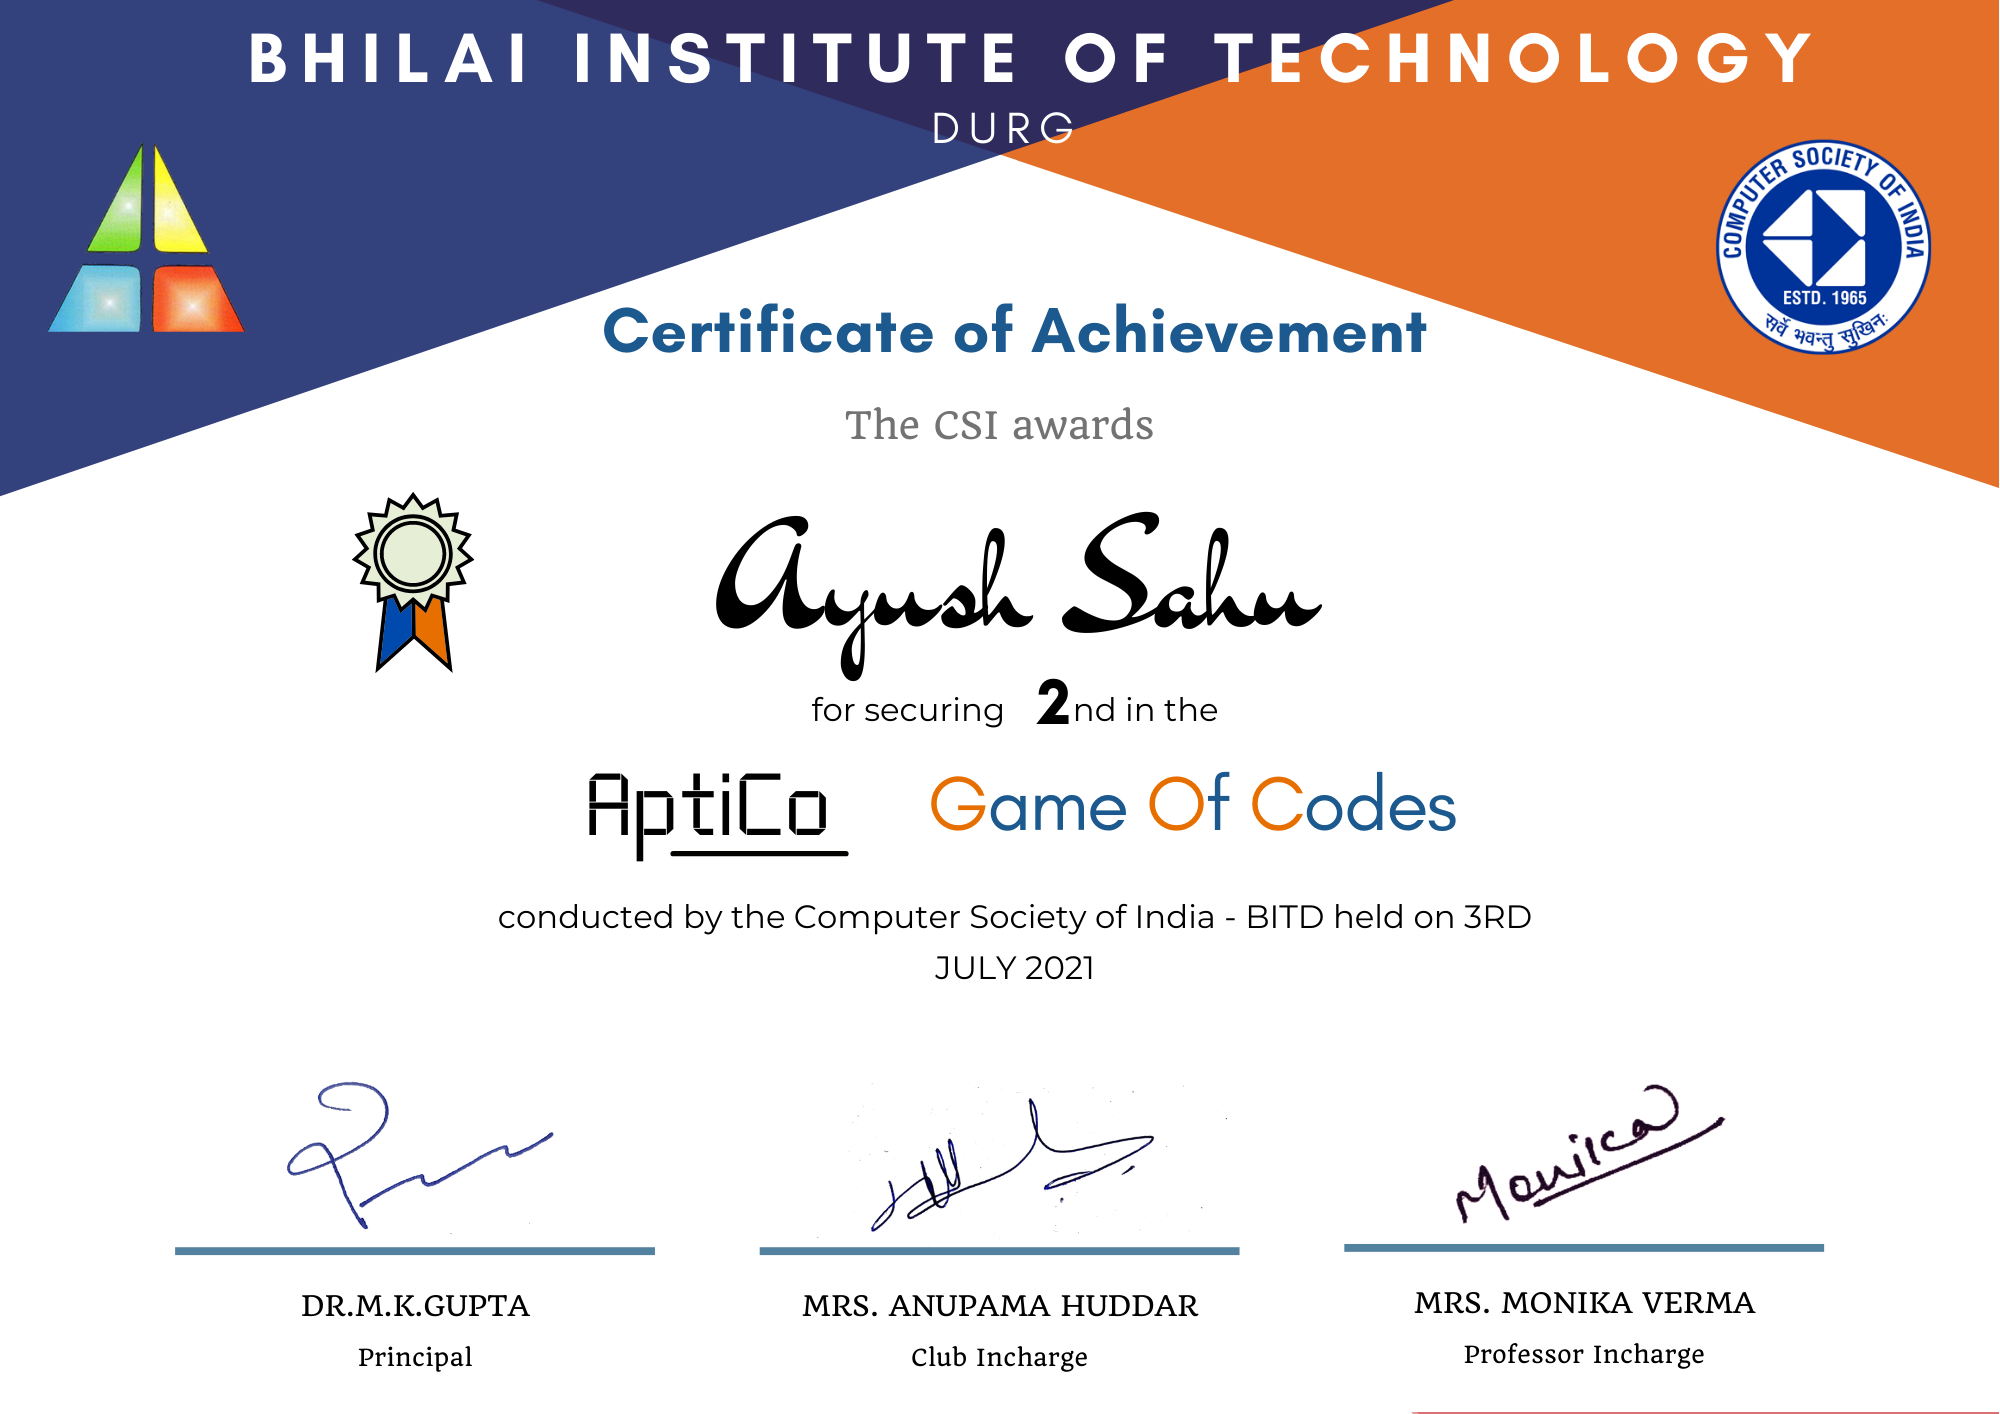 BHILAI INSTITUTE OF TECHNOLOGY
DURG
COMPUTER SOCIETY OF INDIA
ESTD. 1965
सर्वे भवन्तु सुखिनः
Certificate of Achievement
The CSI awards
Ayush Sahu
for securing 2nd in the
AptiCo Game Of Codes
conducted by the Computer Society of India - BITD held on 3RD
JULY 2021
Monika
DR.M.K.GUPTA MRS. ANUPAMA HUDDAR MRS. MONIKA VERMA
Principal Club Incharge Professor Incharge